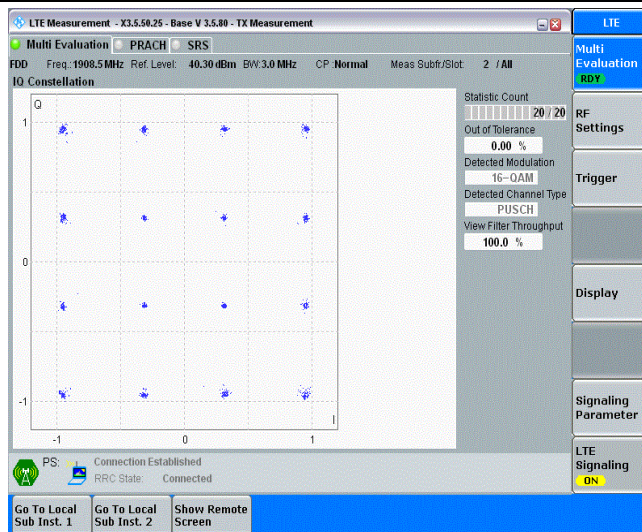 LTE Measurement - X3.5.50.25 - Base V 3.5.80 - TX Measurement
LTE
Multi Evaluation PRACH SRS
Multi
Evaluation
RDY
FDD Freq.:1908.5 MHz Ref. Level: 40.30 dBm BW:3.0 MHz CP :Normal Meas Subfr./Slot: 2 / All
IQ Constellation
Q
1
0
-1
-1 0 1
I
Statistic Count
20 / 20
Out of Tolerance
0.00 %
Detected Modulation
16-QAM
Detected Channel Type
PUSCH
View Filter Throughput
100.0 %
RF
Settings
Trigger
Display
Signaling
Parameter
LTE
Signaling
ON
PS: Connection Established
RRC State: Connected
Go To Local
Sub Inst. 1
Go To Local
Sub Inst. 2
Show Remote
Screen